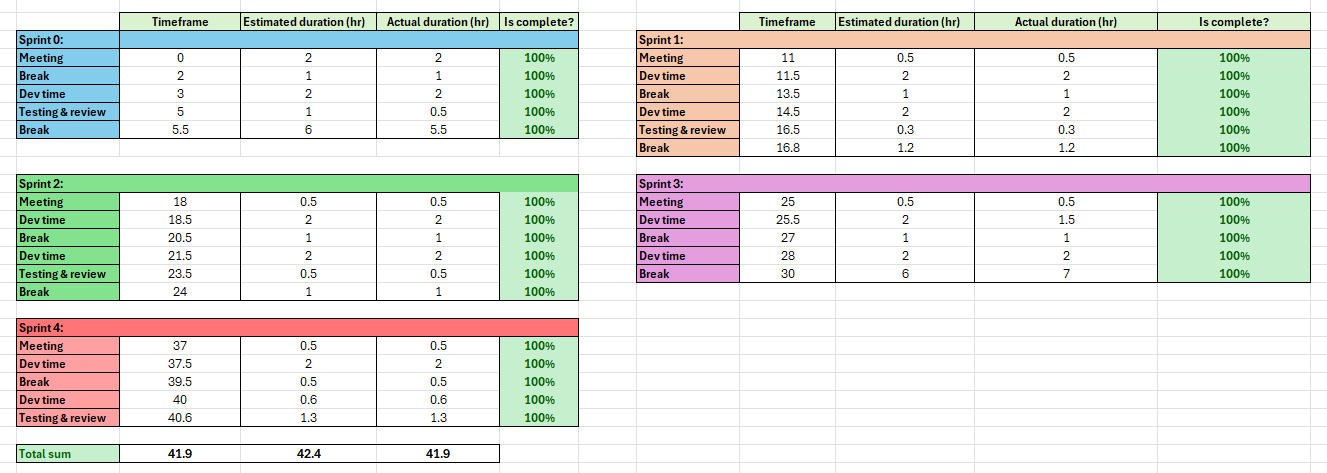 Timeframe Estimated duration (hr) Actual duration (hr) Is complete?
Sprint 0:
Meeting 0 2 2 100%
Break 2 1 1 100%
Dev time 3 2 2 100%
Testing & review 5 1 0.5 100%
Break 5.5 6 5.5 100%
Timeframe Estimated duration (hr) Actual duration (hr) Is complete?
Sprint 1:
Meeting 11 0.5 0.5 100%
Dev time 11.5 2 2 100%
Break 13.5 1 1 100%
Dev time 14.5 2 2 100%
Testing & review 16.5 0.3 0.3 100%
Break 16.8 1.2 1.2 100%
Sprint 2:
Meeting 18 0.5 0.5 100%
Dev time 18.5 2 2 100%
Break 20.5 1 1 100%
Dev time 21.5 2 2 100%
Testing & review 23.5 0.5 0.5 100%
Break 24 1 1 100%
Sprint 3:
Meeting 25 0.5 0.5 100%
Dev time 25.5 2 1.5 100%
Break 27 1 1 100%
Dev time 28 2 2 100%
Break 30 6 7 100%
Sprint 4:
Meeting 37 0.5 0.5 100%
Dev time 37.5 2 2 100%
Break 39.5 0.5 0.5 100%
Dev time 40 0.6 0.6 100%
Testing & review 40.6 1.3 1.3 100%
Total sum 41.9 42.4 41.9